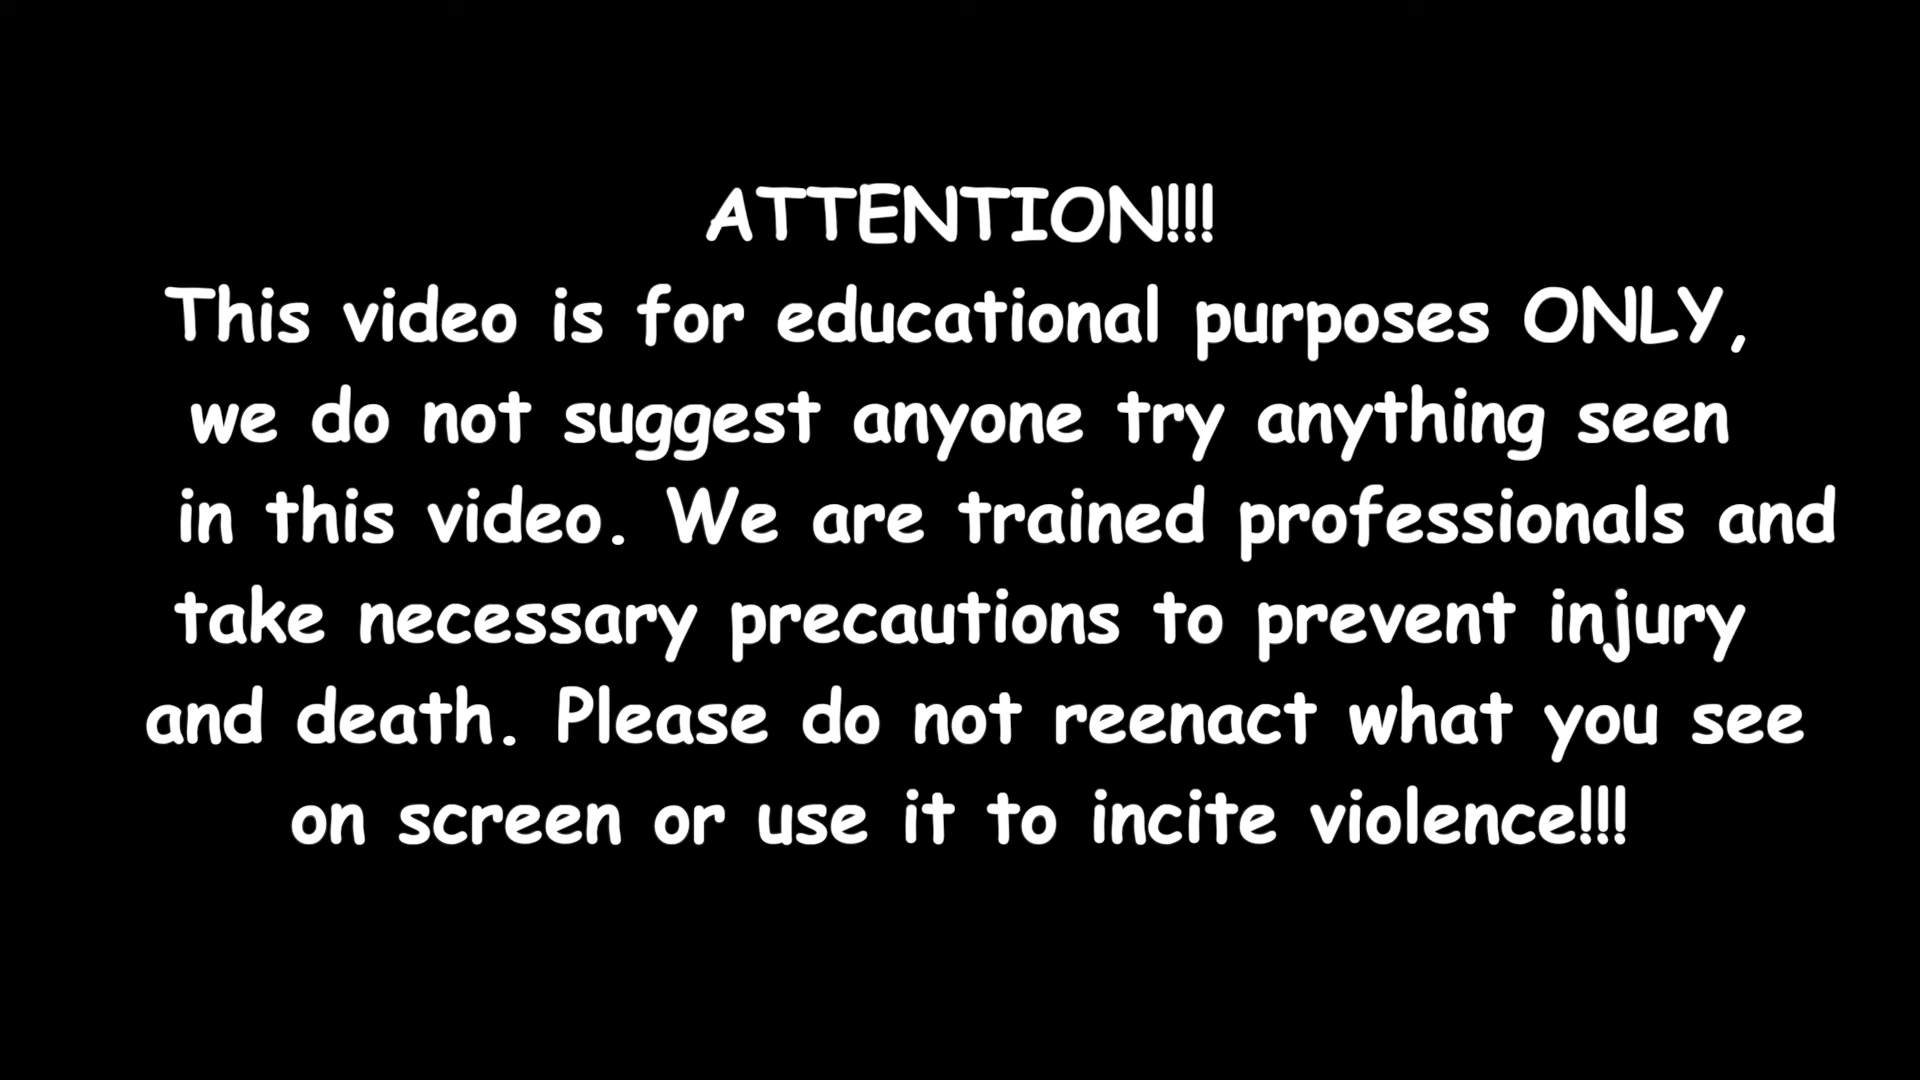 ATTENTION!!!
This video is for educational purposes ONLY,
we do not suggest anyone try anything seen
in this video. We are trained professionals and
take necessary precautions to prevent injury
and death. Please do not reenact what you see
on screen or use it to incite violence!!!